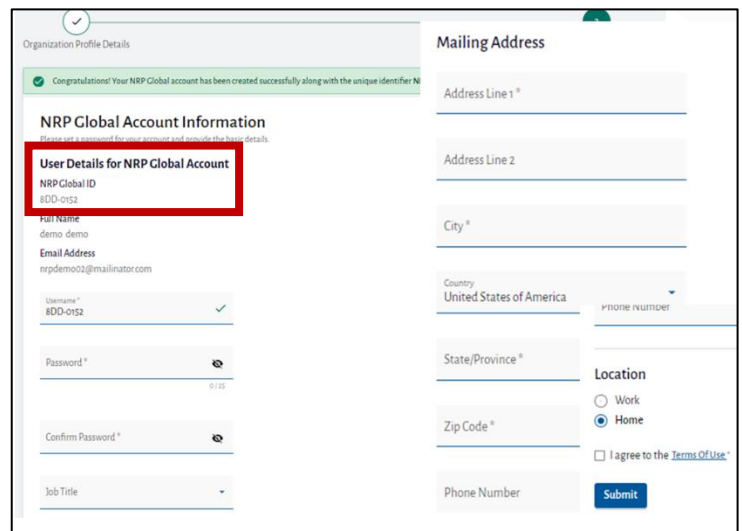 Organization Profile Details
Congratulations! Your NRP Global account has been created successfully along with the unique identifier
NRP Global Account Information
Please set a password for your account and provide the basic details.
User Details for NRP Global Account
NRP Global ID
8DD-0152
Full Name
demo demo
Email Address
nrpdemo02@mailinator.com
Username *
8DD-0152
Password *
0 / 25
Confirm Password *
Job Title
Mailing Address
Address Line 1 *
Address Line 2
City *
Country
United States of America
State/Province *
Zip Code *
Phone Number
Phone Number
Location
Work
Home
I agree to the Terms Of Use *
Submit